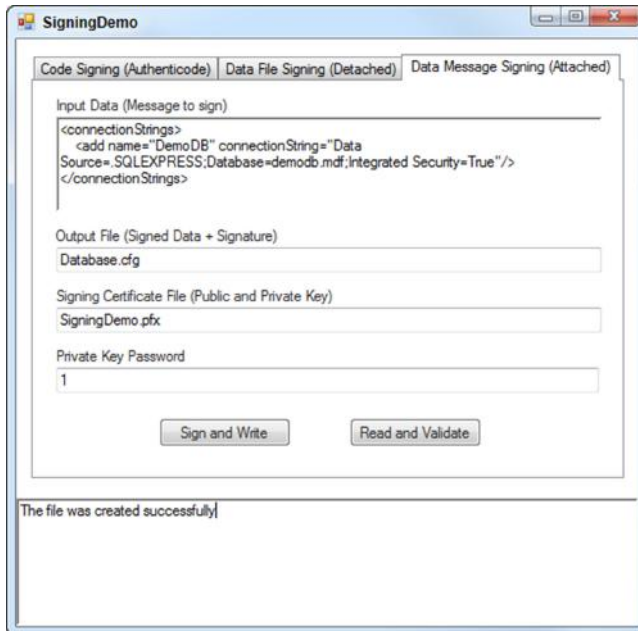 SigningDemo
Code Signing (Authenticode) Data File Signing (Detached) Data Message Signing (Attached)
Input Data (Message to sign)
<connectionStrings>
<add name="DemoDB" connectionString="Data
Source=.SQLEXPRESS;Database=demodb.mdf;Integrated Security=True"/>
</connectionStrings>
Output File (Signed Data + Signature)
Database.cfg
Signing Certificate File (Public and Private Key)
SigningDemo.pfx
Private Key Password
1
Sign and Write Read and Validate
The file was created successfully